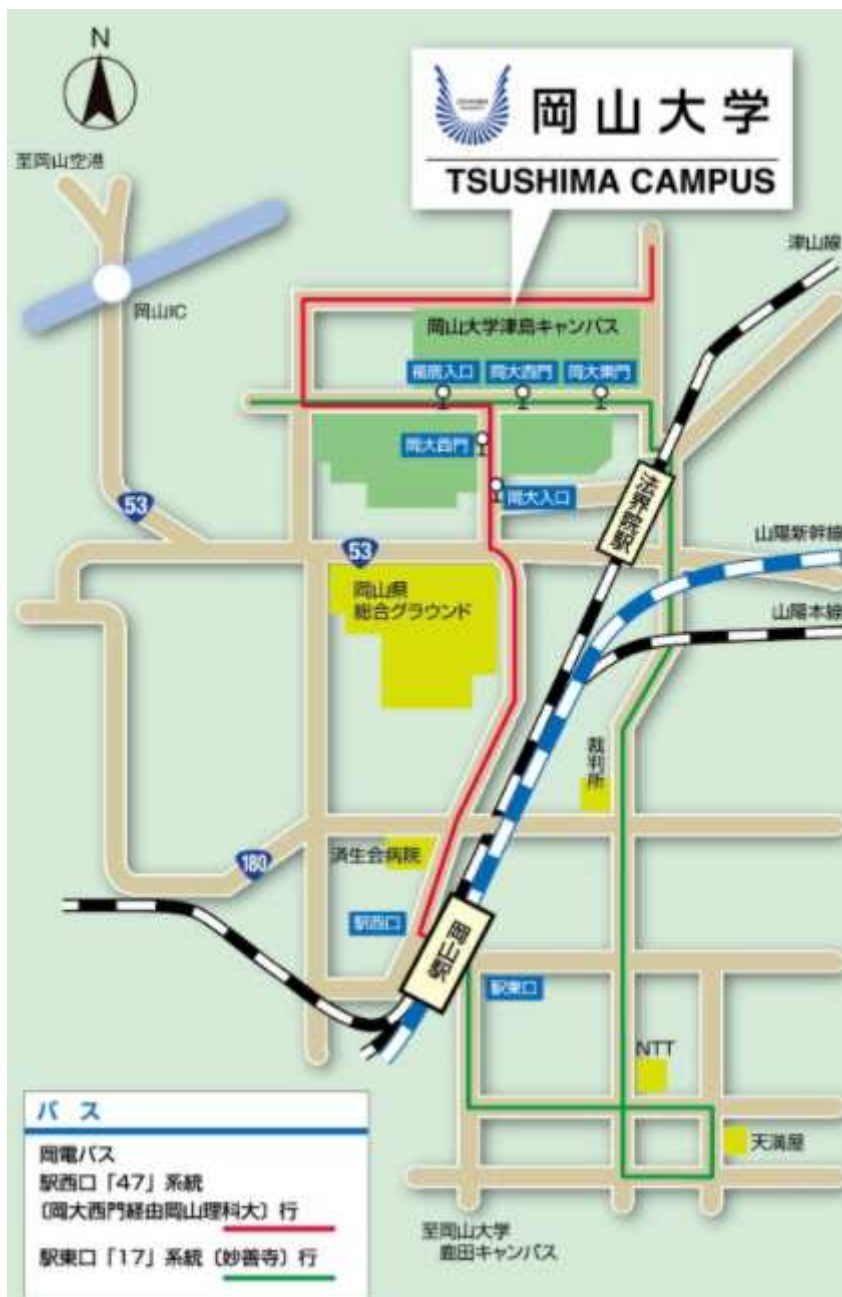 N
至岡山空港
岡山大学
TSUSHIMA CAMPUS
津山線
岡山IC
岡山大学津島キャンパス
福居入口
岡大西門
岡大東門
岡大西門
岡大入口
法界院駅
53
53
山陽新幹線
岡山県
総合グラウンド
山陽本線
裁判所
済生会病院
180
駅西口
岡山駅
駅東口
NTT
天満屋
バス
岡電バス
駅西口「47」系統
〔岡大西門経由岡山理科大〕行
駅東口「17」系統〔妙善寺〕行
至岡山大学
鹿田キャンパス